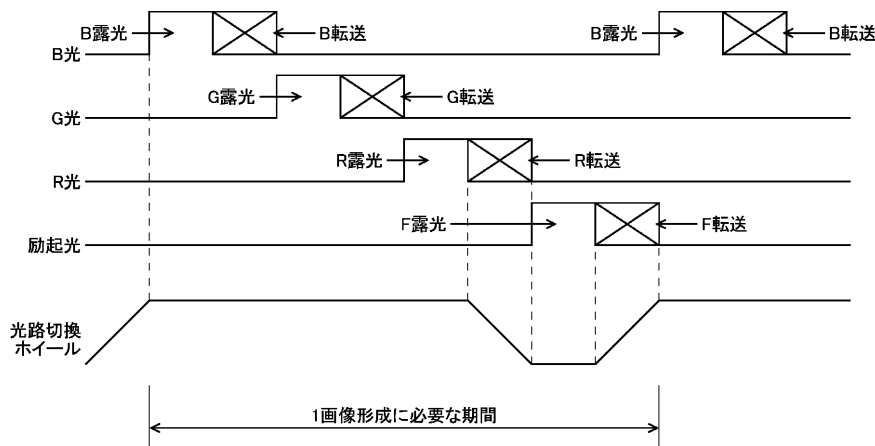 B露光
B転送
B露光
B転送
B光
G露光
G転送
G光
R露光
R転送
R光
F露光
F転送
励起光
光路切換
ホイール
1画像形成に必要な期間